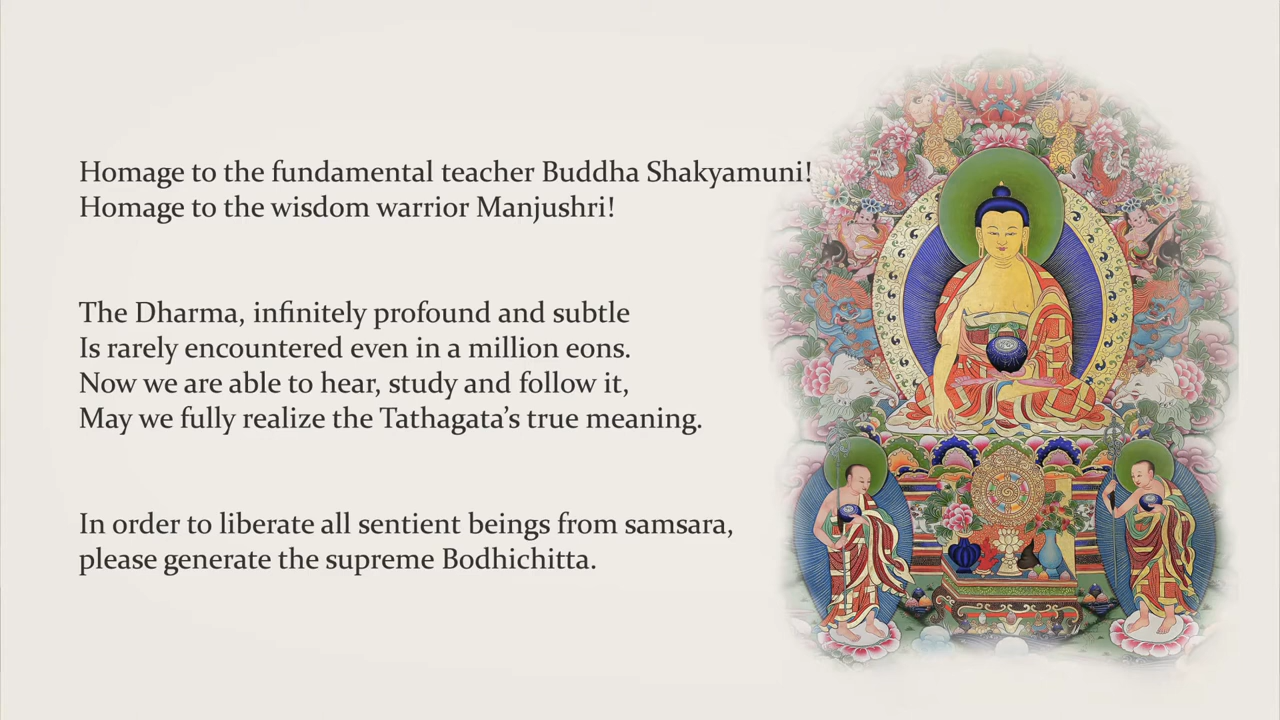 Homage to the fundamental teacher Buddha Shakyamuni!
Homage to the wisdom warrior Manjushri!
The Dharma, infinitely profound and subtle
Is rarely encountered even in a million eons.
Now we are able to hear, study and follow it,
May we fully realize the Tathagata’s true meaning.
In order to liberate all sentient beings from samsara,
please generate the supreme Bodhichitta.